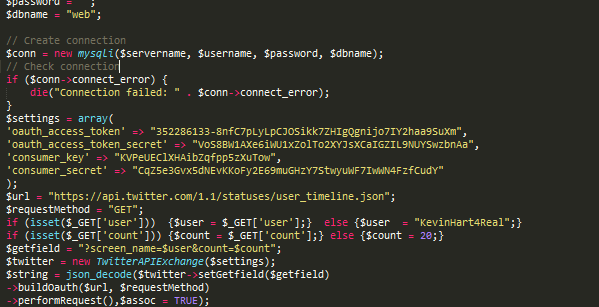 $password = "";
$dbname = "web";
// Create connection
$conn = new mysqli($servername, $username, $password, $dbname);
// Check connection
if ($conn->connect_error) {
die("Connection failed: " . $conn->connect_error);
}
$settings = array(
'oauth_access_token' => "352286133-8nfC7pLyLpCJOSikk7ZHIgQgnijo7IY2haa9SuXm",
'oauth_access_token_secret' => "VoS8BW1AXe6iWU1xZolTo2XYJsXCaIGZIL9NUYSwzbnAa",
'consumer_key' => "KVPeUEClXHAibZqfpp5zXuTow",
'consumer_secret' => "CqZ5e3Gvx5dNEvKKoFy2E69muGHzY7StwyuWF7IwWN4FzfCudY"
);
$url = "https://api.twitter.com/1.1/statuses/user_timeline.json";
$requestMethod = "GET";
if (isset($_GET['user'])) {$user = $_GET['user'];} else {$user = "KevinHart4Real";}
if (isset($_GET['count'])) {$count = $_GET['count'];} else {$count = 20;}
$getfield = "?screen_name=$user&count=$count";
$twitter = new TwitterAPIExchange($settings);
$string = json_decode($twitter->setGetfield($getfield)
->buildOauth($url, $requestMethod)
->performRequest(),$assoc = TRUE);